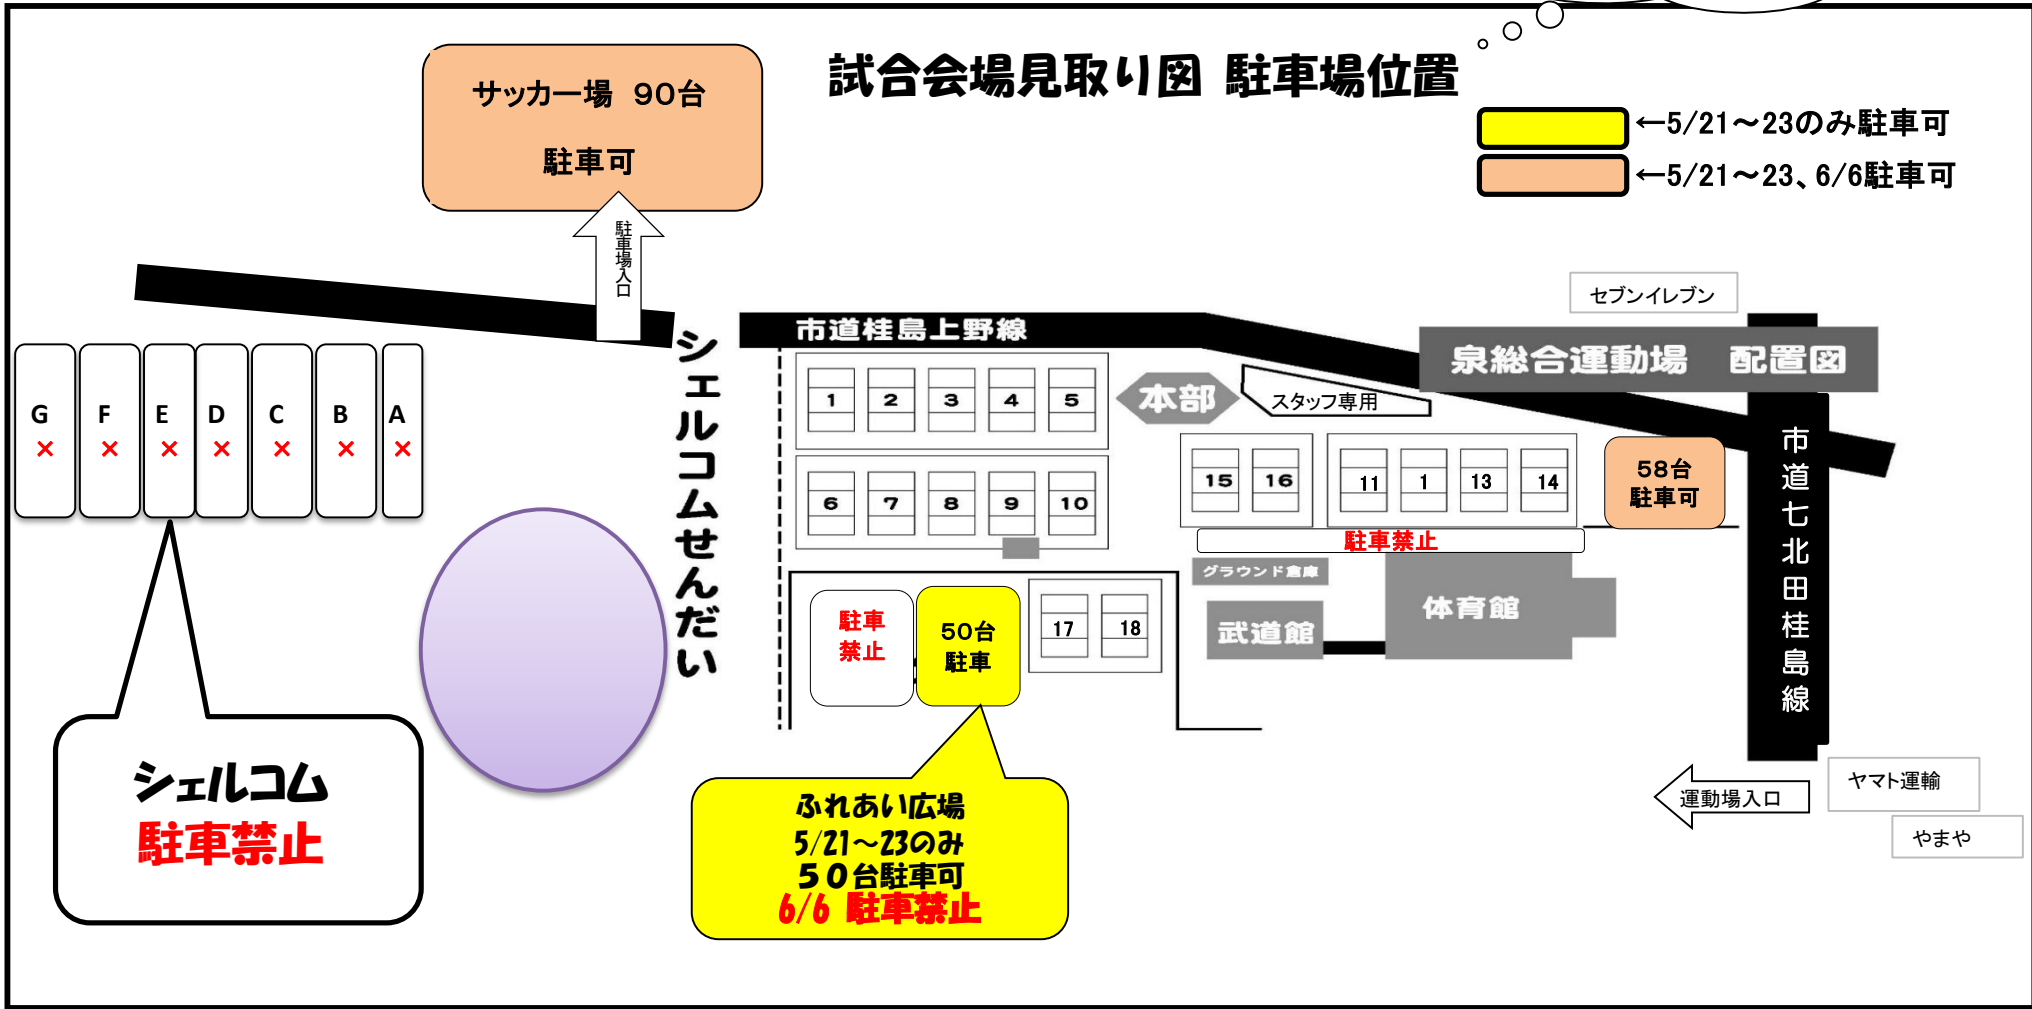 試合会場見取り図 駐車場位置
サッカー場 90台
駐車可
←5/21～23のみ駐車可
←5/21～23、6/6駐車可
駐車場入口
セブンイレブン
市道桂島上野線
泉総合運動場 配置図
シェルコムせんだい
G
F
E
D
C
B
A
×
×
×
×
×
×
×
1
2
3
4
5
本部
スタッフ専用
市道七北田桂島線
6
7
8
9
10
15
16
11
1
13
14
58台
駐車可
駐車禁止
グラウンド倉庫
体育館
武道館
駐車
禁止
50台
駐車
17
18
シェルコム
駐車禁止
ふれあい広場
5/21～23のみ
５０台駐車可
6/6 駐車禁止
運動場入口
ヤマト運輸
やまや